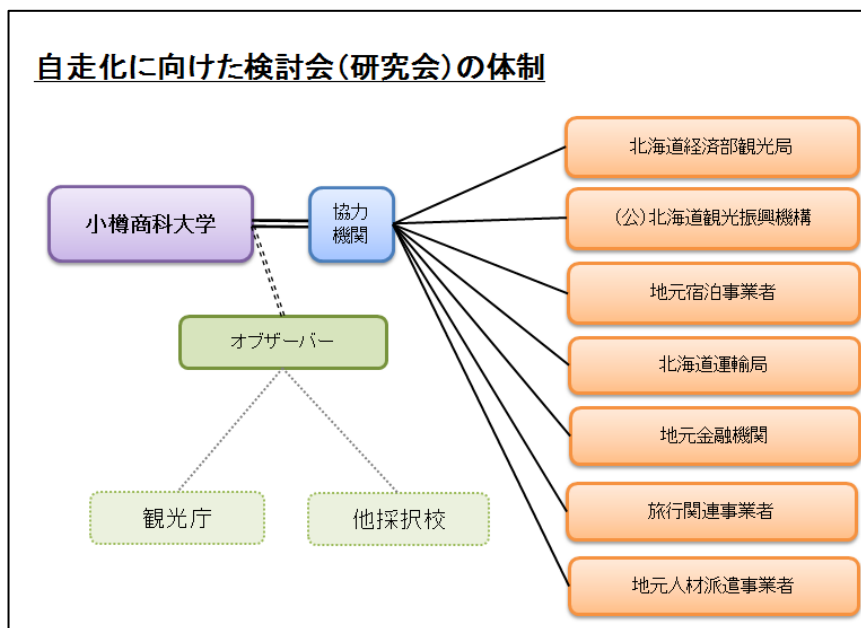 自走化に向けた検討会(研究会)の体制
小樽商科大学
協力
機関
オブザーバー
観光庁
他採択校
北海道経済部観光局
(公)北海道観光振興機構
地元宿泊事業者
北海道運輸局
地元金融機関
旅行関連事業者
地元人材派遣事業者